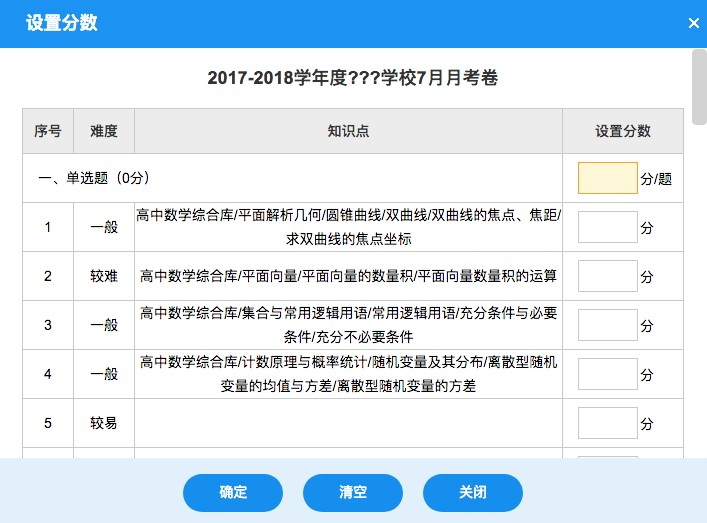 设置分数
×
2017-2018学年度???学校7月月考卷
序号 难度 知识点 设置分数
一、单选题（0分） 分/题
1 一般 高中数学综合库/平面解析几何/圆锥曲线/双曲线/双曲线的焦点、焦距/ 分
求双曲线的焦点坐标
2 较难 高中数学综合库/平面向量/平面向量的数量积/平面向量数量积的运算 分
3 一般 高中数学综合库/集合与常用逻辑用语/常用逻辑用语/充分条件与必要 分
条件/充分不必要条件
4 一般 高中数学综合库/计数原理与概率统计/随机变量及其分布/离散型随机 分
变量的均值与方差/离散型随机变量的方差
5 较易 分
确定 清空 关闭